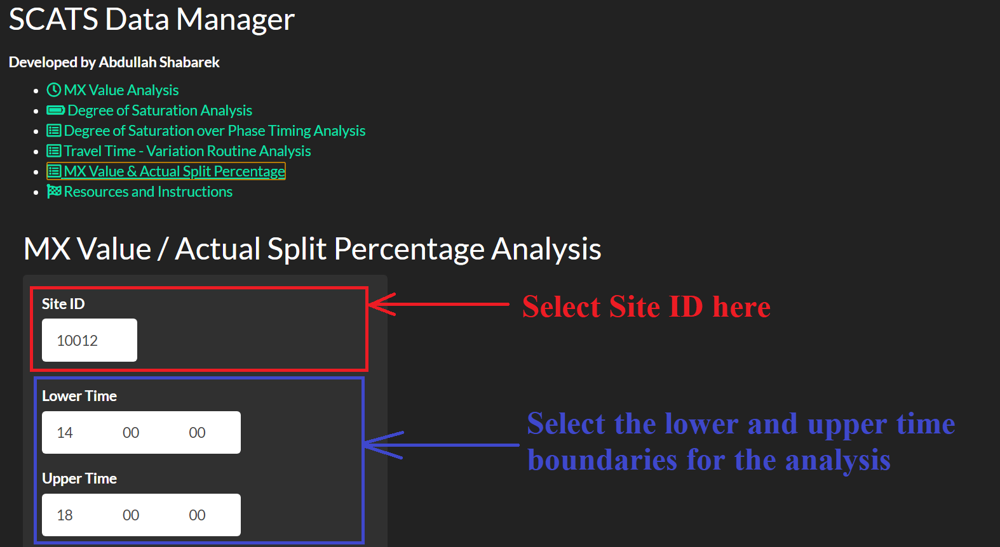 SCATS Data Manager
Developed by Abdullah Shabarek
MX Value Analysis
Degree of Saturation Analysis
Degree of Saturation over Phase Timing Analysis
Travel Time - Variation Routine Analysis
MX Value & Actual Split Percentage
Resources and Instructions
MX Value / Actual Split Percentage Analysis
Site ID
Select Site ID here
10012
Lower Time
14 00 00
Select the lower and upper time
boundaries for the analysis
Upper Time
18 00 00